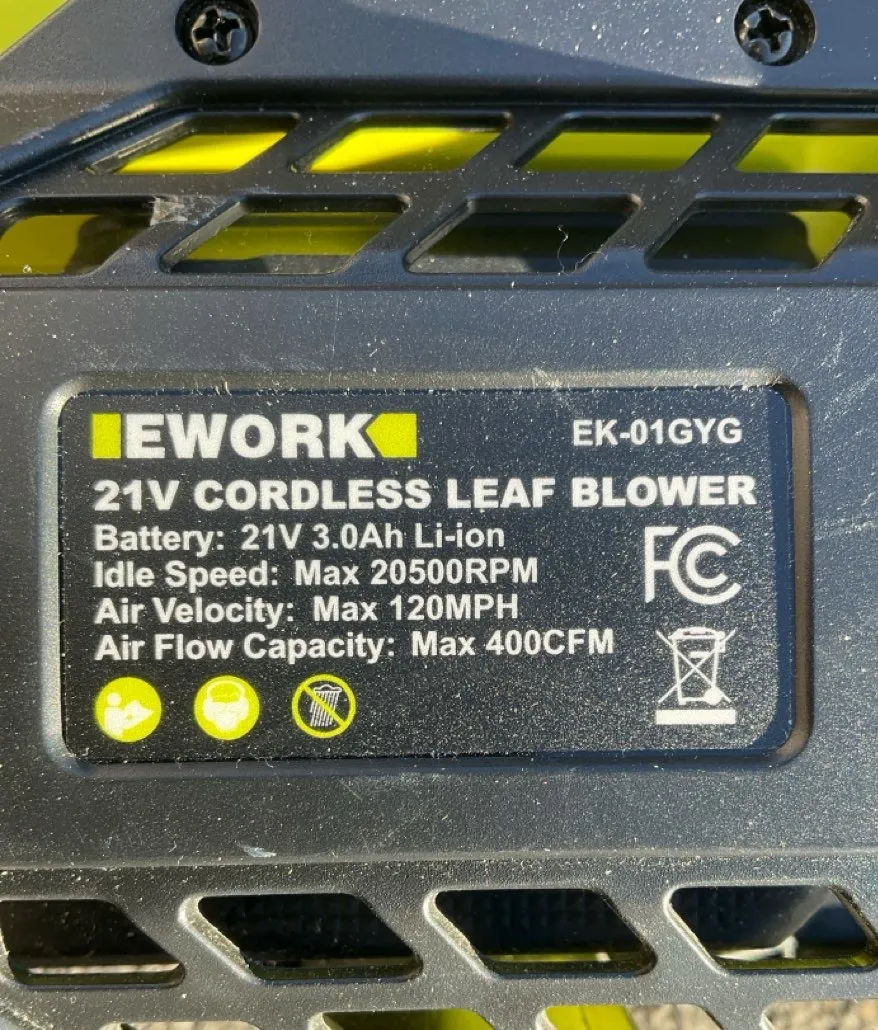 EWORK
EK-01GYG
21V CORDLESS LEAF BLOWER
Battery: 21V 3.0Ah Li-ion
Idle Speed: Max 20500RPM
Air Velocity: Max 120MPH
Air Flow Capacity: Max 400CFM
FC